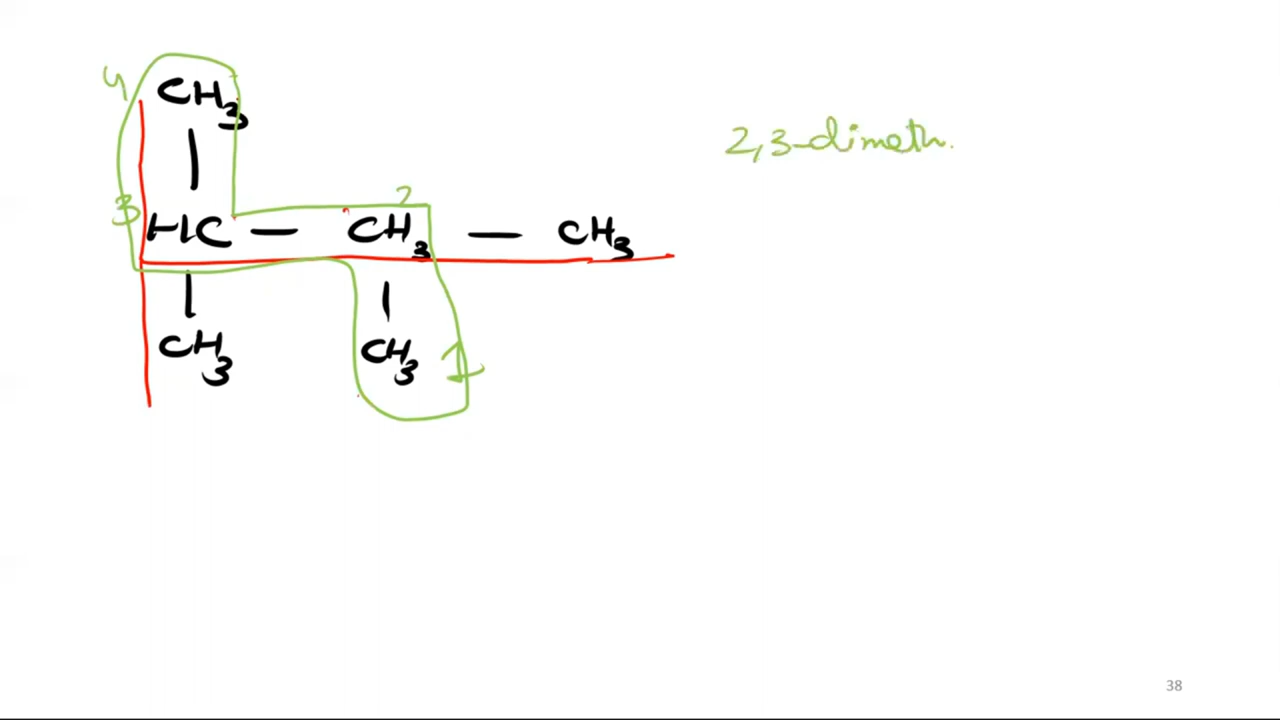 4 CH3
2,3-dimeth.
2
3 HC — CH3 — CH3
CH3 CH3 1
38